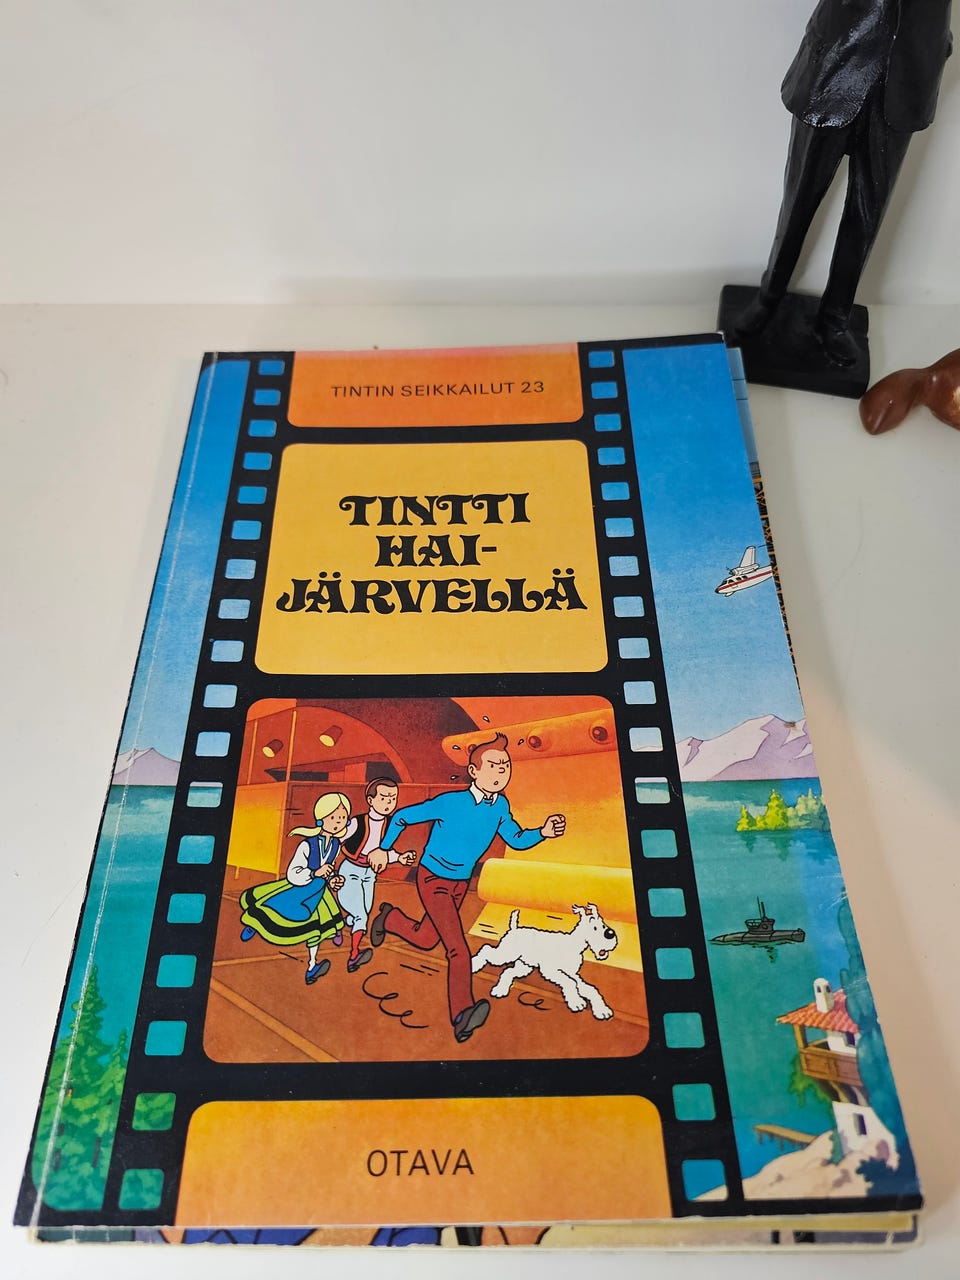 TINTIN SEIKKAILUT 23
TINTTI
HAI-
JÄRVELLÄ
OTAVA